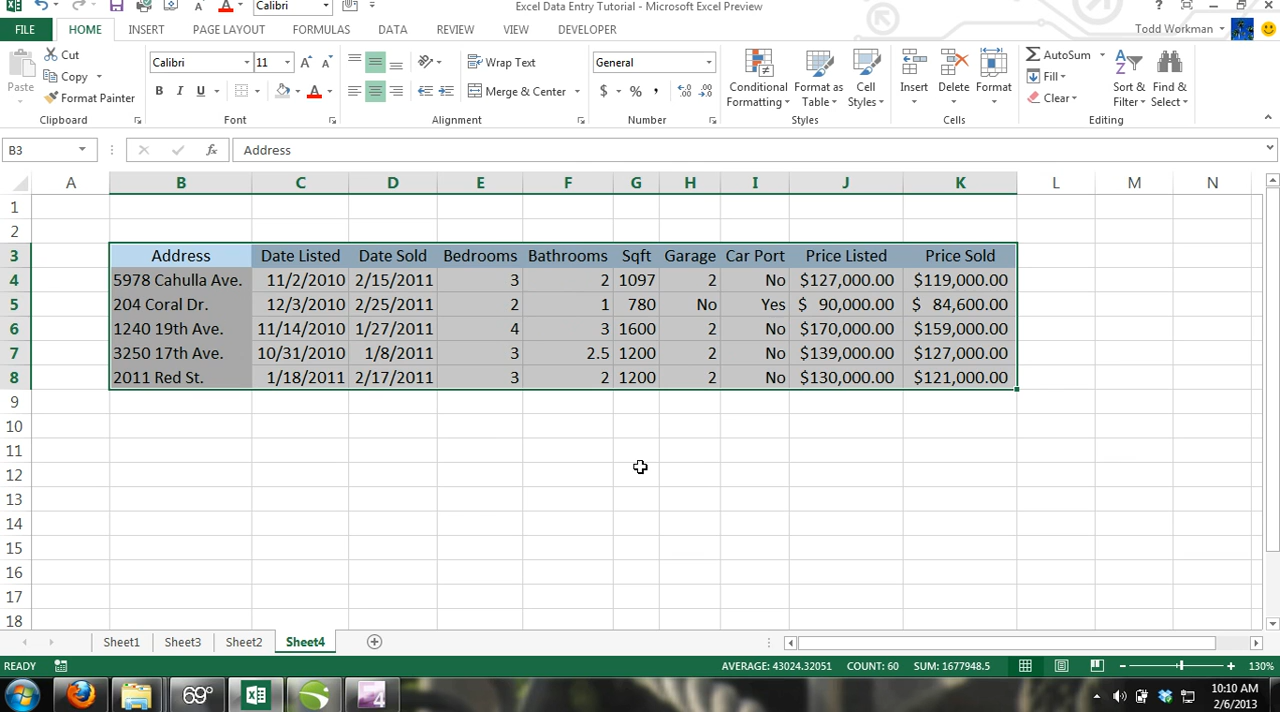 Calibri
Excel Data Entry Tutorial - Microsoft Excel Preview
?
FILE HOME INSERT PAGE LAYOUT FORMULAS DATA REVIEW VIEW DEVELOPER Todd Workman
Paste Cut Copy Format Painter
Calibri 11 B I U
Wrap Text Merge & Center
General $ % ,
Conditional Formatting Format as Table Cell Styles
Insert Delete Format
AutoSum Fill Clear
Sort & Filter Find & Select
Clipboard Font Alignment Number Styles Cells Editing
B3 fx Address
A B C D E F G H I J K L M N
1
2
3 Address Date Listed Date Sold Bedrooms Bathrooms Sqft Garage Car Port Price Listed Price Sold
4 5978 Cahulla Ave. 11/2/2010 2/15/2011 3 2 1097 2 No $127,000.00 $119,000.00
5 204 Coral Dr. 12/3/2010 2/25/2011 2 1 780 No Yes $ 90,000.00 $ 84,600.00
6 1240 19th Ave. 11/14/2010 1/27/2011 4 3 1600 2 No $170,000.00 $159,000.00
7 3250 17th Ave. 10/31/2010 1/8/2011 3 2.5 1200 2 No $139,000.00 $127,000.00
8 2011 Red St. 1/18/2011 2/17/2011 3 2 1200 2 No $130,000.00 $121,000.00
9
10
11
12
13
14
15
16
17
18
Sheet1 Sheet3 Sheet2 Sheet4
READY AVERAGE: 43024.32051 COUNT: 60 SUM: 1677948.5 130%
69° 4 10:10 AM
2/6/2013